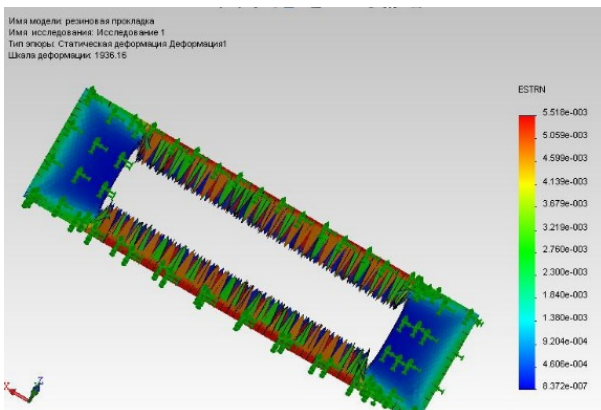 Имя модели: резиновая прокладка
Имя исследования: Исследование 1
Тип эпюры: Статическая деформация Деформация1
Шкала деформации: 1936.16
ESTRN
5.518e-003
5.059e-003
4.599e-003
4.139e-003
3.679e-003
3.219e-003
2.760e-003
2.300e-003
1.840e-003
1.380e-003
9.204e-004
4.606e-004
8.372e-007